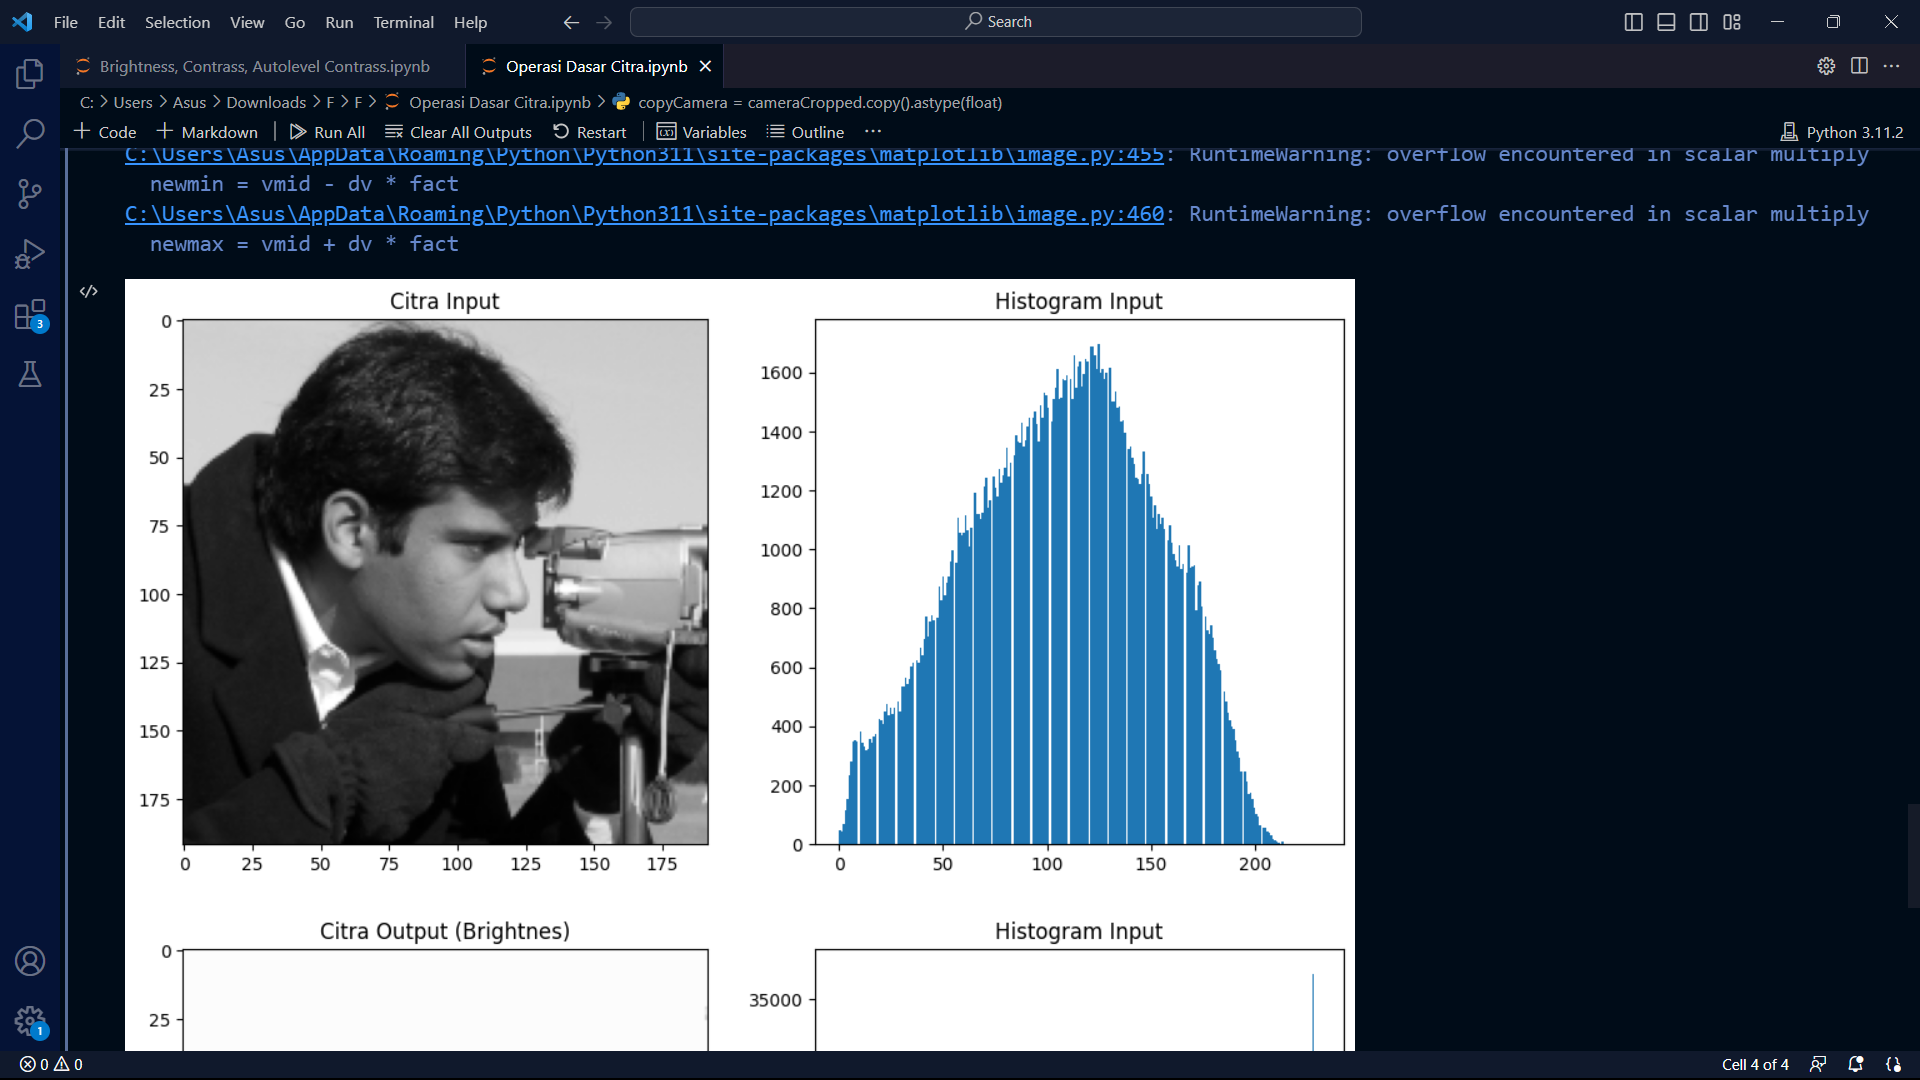 File Edit Selection View Go Run Terminal Help
Search
Brightness, Contrass, Autolevel Contrass.ipynb
Operasi Dasar Citra.ipynb
C: > Users > Asus > Downloads > F > F > Operasi Dasar Citra.ipynb > copyCamera = cameraCropped.copy().astype(float)
+ Code + Markdown | Run All Clear All Outputs Restart | Variables Outline ...
Python 3.11.2
C:\Users\Asus\AppData\Roaming\Python\Python311\site-packages\matplotlib\image.py:455: RuntimeWarning: overflow encountered in scalar multiply
newmin = vmid - dv * fact
C:\Users\Asus\AppData\Roaming\Python\Python311\site-packages\matplotlib\image.py:460: RuntimeWarning: overflow encountered in scalar multiply
newmax = vmid + dv * fact
Citra Input
0
25
50
75
100
125
150
175
0 25 50 75 100 125 150 175
Histogram Input
1600
1400
1200
1000
800
600
400
200
0
0 50 100 150 200
Citra Output (Brightnes)
0
25
Histogram Input
35000
3
1
0 0
Cell 4 of 4